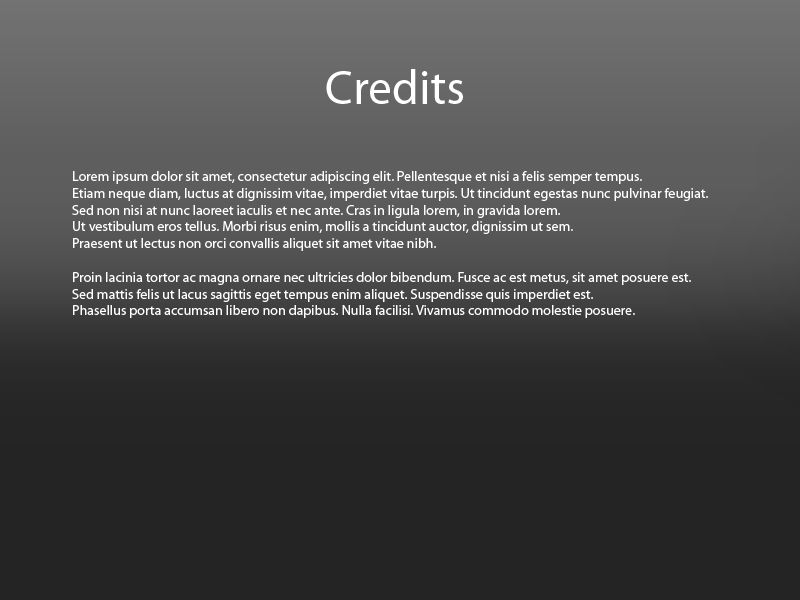 Credits
Lorem ipsum dolor sit amet, consectetur adipiscing elit. Pellentesque et nisi a felis semper tempus.
Etiam neque diam, luctus at dignissim vitae, imperdiet vitae turpis. Ut tincidunt egestas nunc pulvinar feugiat.
Sed non nisi at nunc laoreet iaculis et nec ante. Cras in ligula lorem, in gravida lorem.
Ut vestibulum eros tellus. Morbi risus enim, mollis a tincidunt auctor, dignissim ut sem.
Praesent ut lectus non orci convallis aliquet sit amet vitae nibh.
Proin lacinia tortor ac magna ornare nec ultricies dolor bibendum. Fusce ac est metus, sit amet posuere est.
Sed mattis felis ut lacus sagittis eget tempus enim aliquet. Suspendisse quis imperdiet est.
Phasellus porta accumsan libero non dapibus. Nulla facilisi. Vivamus commodo molestie posuere.